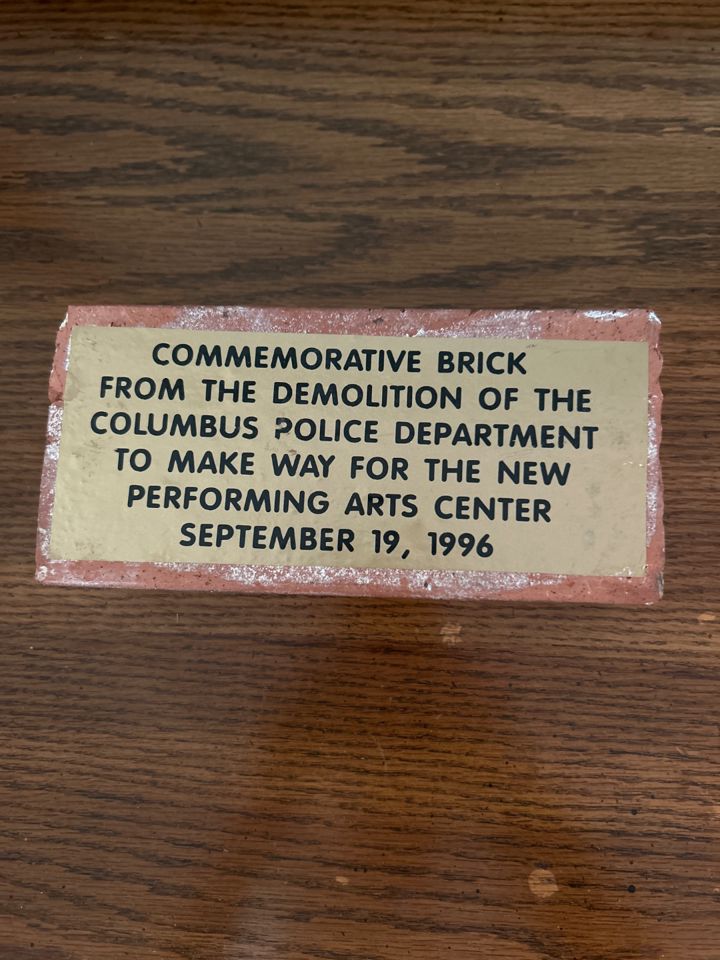 COMMEMORATIVE BRICK
FROM THE DEMOLITION OF THE
COLUMBUS POLICE DEPARTMENT
TO MAKE WAY FOR THE NEW
PERFORMING ARTS CENTER
SEPTEMBER 19, 1996